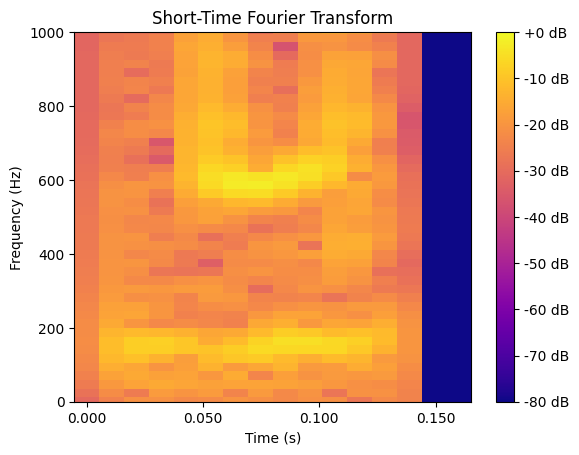 Short-Time Fourier Transform
1000
800
600
400
200
0
Frequency (Hz)
0.000
0.050
0.100
0.150
Time (s)
+0 dB
-10 dB
-20 dB
-30 dB
-40 dB
-50 dB
-60 dB
-70 dB
-80 dB